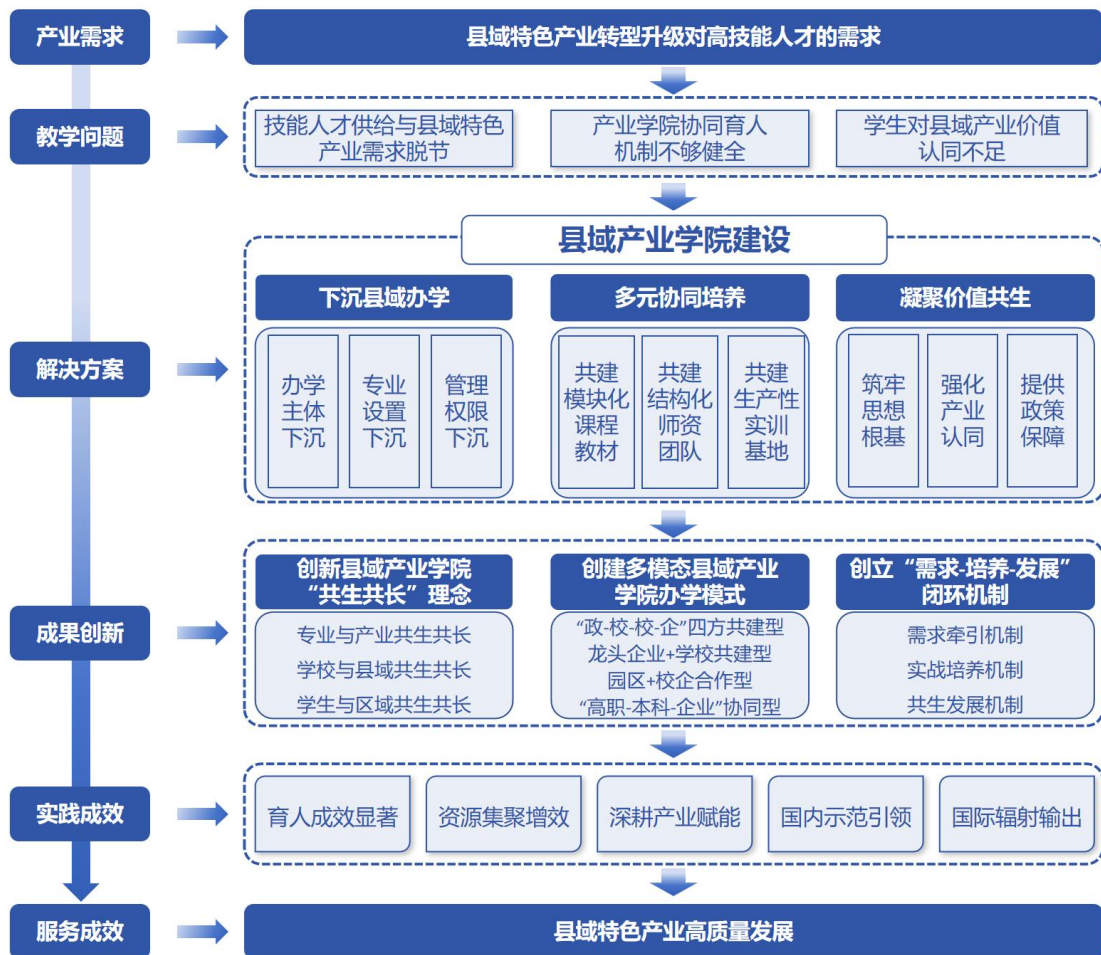 产业需求
县域特色产业转型升级对高技能人才的需求
教学问题
技能人才供给与县域特色
产业需求脱节
产业学院协同育人
机制不够健全
学生对县域产业价值
认同不足
县域产业学院建设
解决方案
下沉县域办学
办学
主体
下沉
专业
设置
下沉
管理
权限
下沉
多元协同培养
共建
模块化
课程
教材
共建
结构化
师资
团队
共建
生产性
实训
基地
凝聚价值共生
筑牢
思想
根基
强化
产业
认同
提供
政策
保障
成果创新
创新县域产业学院
“共生共长”理念
专业与产业共生共长
学校与县域共生共长
学生与区域共生共长
创建多模态县域产业
学院办学模式
“政-校-校-企”四方共建型
龙头企业+学校共建型
园区+校企合作型
“高职-本科-企业”协同型
创立“需求-培养-发展”
闭环机制
需求牵引机制
实战培养机制
共生发展机制
实践成效
育人成效显著
资源集聚增效
深耕产业赋能
国内示范引领
国际辐射输出
服务成效
县域特色产业高质量发展